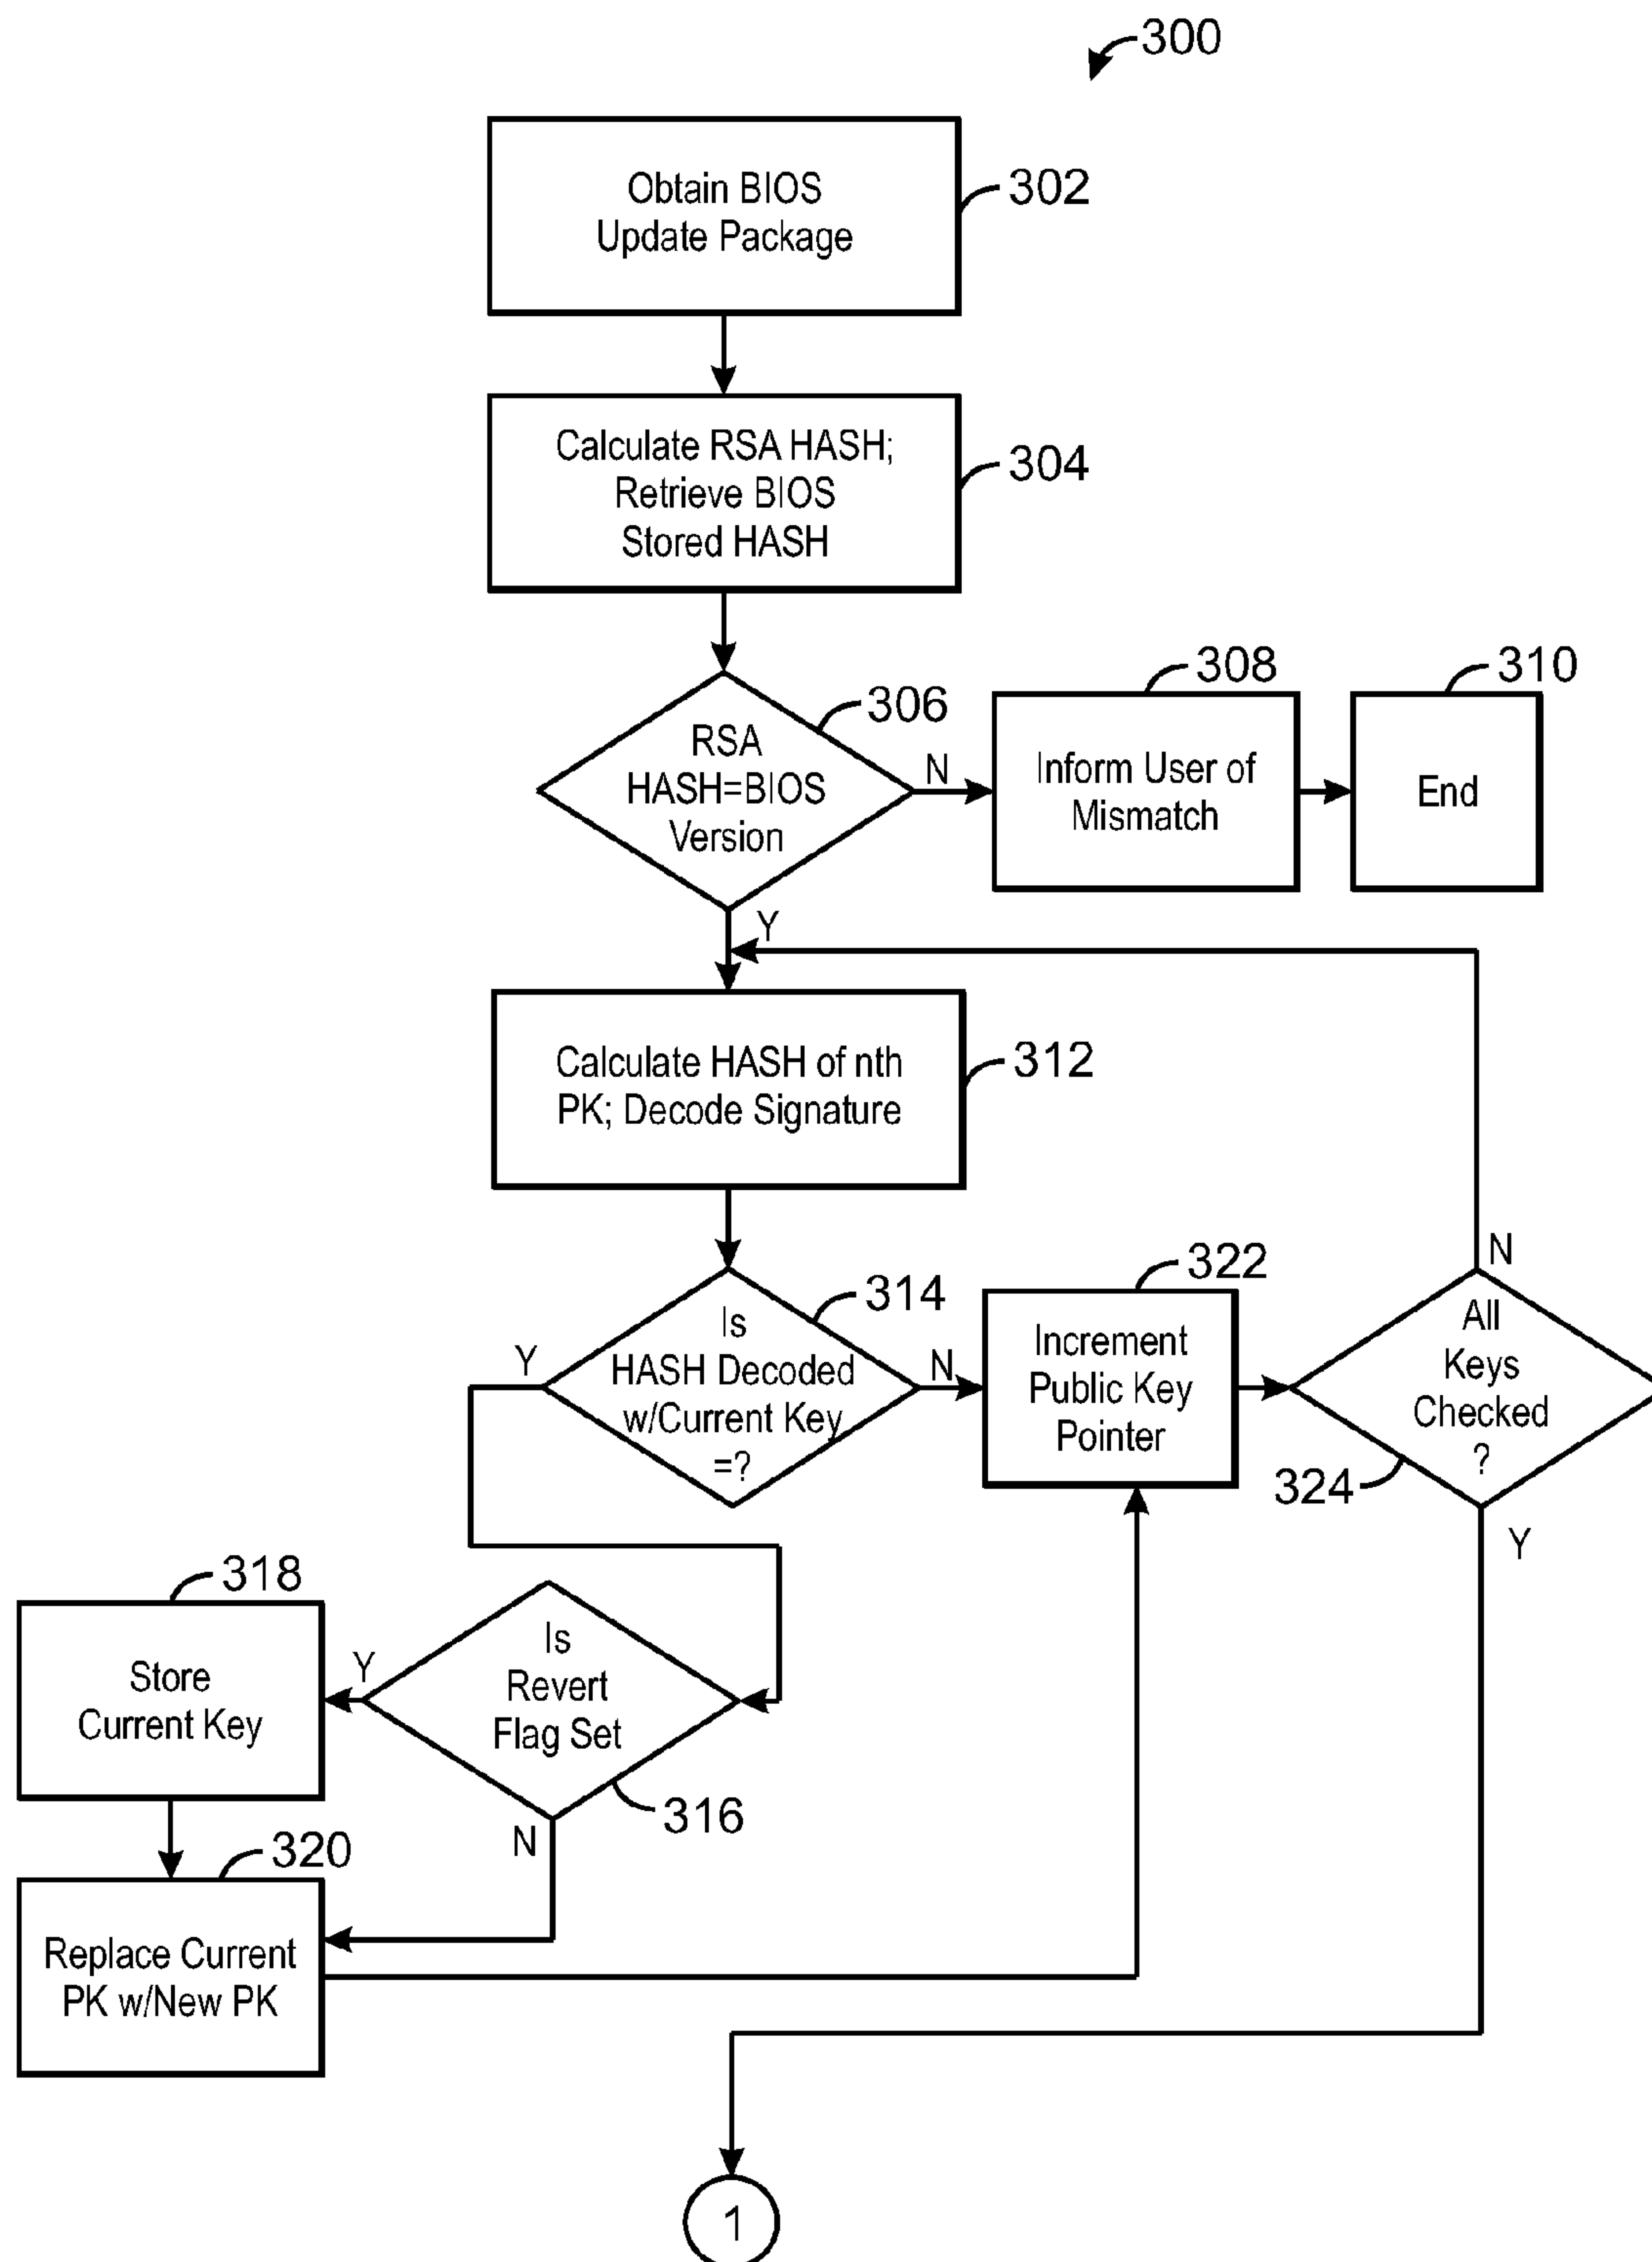 300
Obtain BIOS
Update Package
302
Calculate RSA HASH;
Retrieve BIOS
Stored HASH
304
RSA
HASH=BIOS
Version
306
N
Inform User of
Mismatch
308
End
310
Y
Calculate HASH of nth
PK; Decode Signature
312
Is
HASH Decoded
w/Current Key
=?
314
Y
N
Increment
Public Key
Pointer
322
All
Keys
Checked
?
324
N
Y
Is
Revert
Flag Set
316
Y
N
Store
Current Key
318
Replace Current
PK w/New PK
320
1